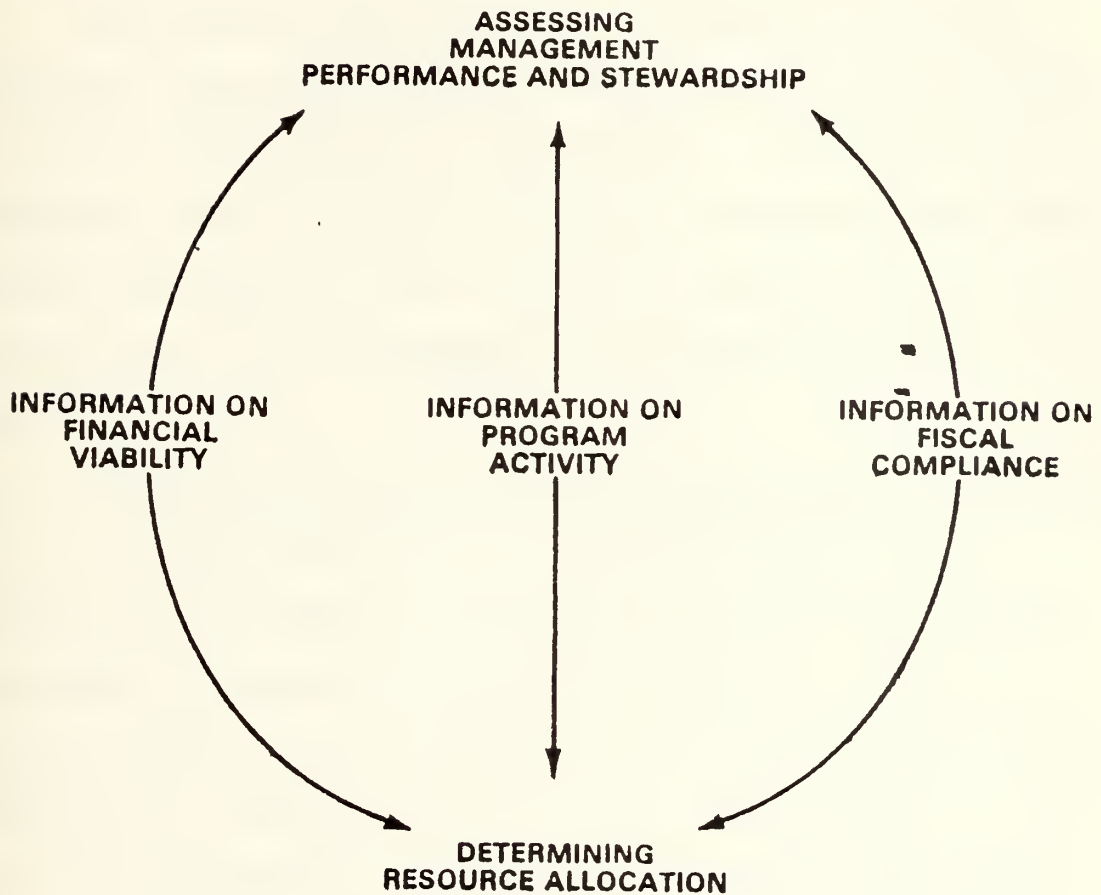 ASSESSING
MANAGEMENT
PERFORMANCE AND STEWARDSHIP
INFORMATION ON
FINANCIAL
VIABILITY
INFORMATION ON
PROGRAM
ACTIVITY
INFORMATION ON
FISCAL
COMPLIANCE
DETERMINING
RESOURCE ALLOCATION